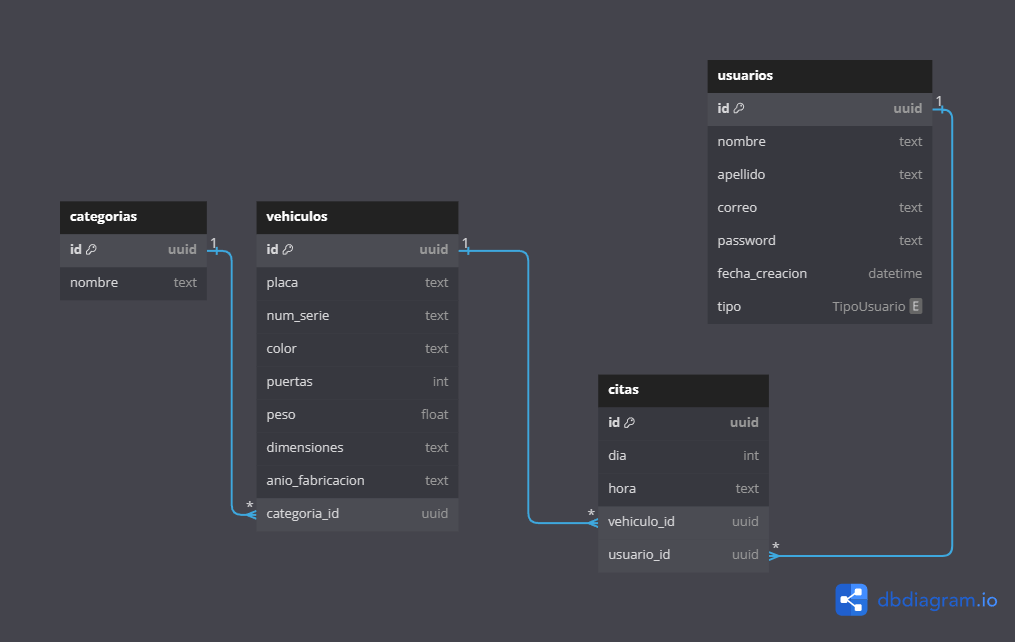 usuarios
id uuid 1
nombre text
apellido text
correo text
password text
fecha_creacion datetime
tipo TipoUsuario E
categorias
id uuid 1
nombre text
vehiculos
id uuid 1
placa text
num_serie text
color text
puertas int
peso float
dimensiones text
anio_fabricacion text
* categoria_id uuid
citas
id uuid
dia int
hora text
* vehiculo_id uuid
usuario_id uuid *
dbdiagram.io